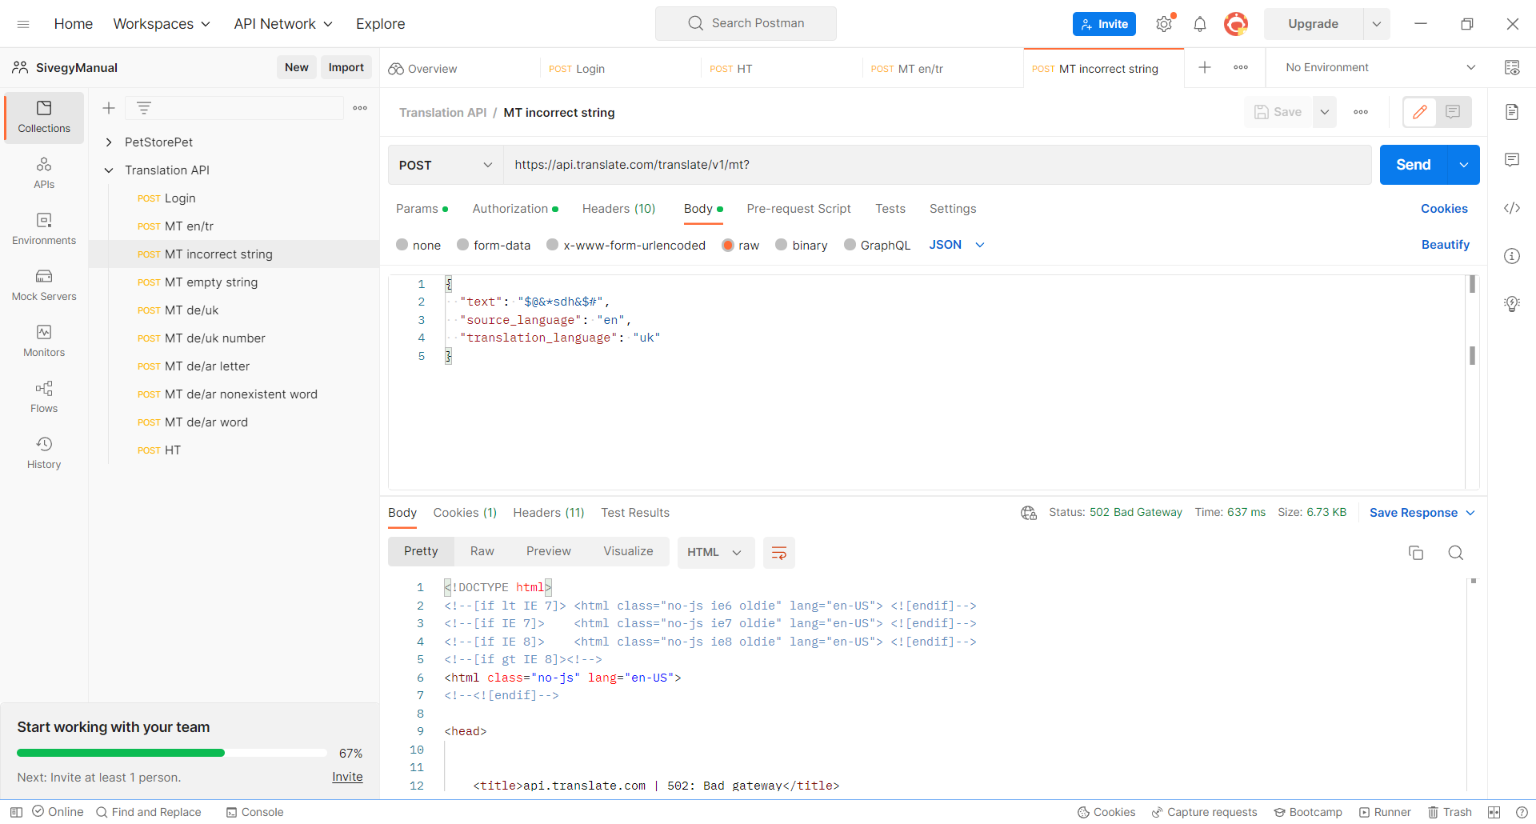 Home
Workspaces
API Network
Explore
Search Postman
Invite
Upgrade
SivegyManual
New
Import
Overview
POST Login
POST HT
POST MT en/tr
POST MT incorrect string
No Environment
Collections
APIs
Environments
Mock Servers
Monitors
Flows
History
PetStorePet
Translation API
POST Login
POST MT en/tr
POST MT incorrect string
POST MT empty string
POST MT de/uk
POST MT de/uk number
POST MT de/ar letter
POST MT de/ar nonexistent word
POST MT de/ar word
POST HT
Translation API / MT incorrect string
Save
POST
https://api.translate.com/translate/v1/mt?
Send
Params
Authorization
Headers (10)
Body
Pre-request Script
Tests
Settings
Cookies
none
form-data
x-www-form-urlencoded
raw
binary
GraphQL
JSON
Beautify
1 {
2 "text": "$@&*sdh&$#",
3 "source_language": "en",
4 "translation_language": "uk"
5 }
Body
Cookies (1)
Headers (11)
Test Results
Status: 502 Bad Gateway
Time: 637 ms
Size: 6.73 KB
Save Response
Pretty
Raw
Preview
Visualize
HTML
1 <!DOCTYPE html>
2 <!--[if lt IE 7]> <html class="no-js ie6 oldie" lang="en-US"> <![endif]-->
3 <!--[if IE 7]>    <html class="no-js ie7 oldie" lang="en-US"> <![endif]-->
4 <!--[if IE 8]>    <html class="no-js ie8 oldie" lang="en-US"> <![endif]-->
5 <!--[if gt IE 8]><!-->
6 <html class="no-js" lang="en-US">
7 <!--<![endif]-->
8
9 <head>
10
11
12 <title>api.translate.com | 502: Bad gateway</title>
Start working with your team
67%
Next: Invite at least 1 person.
Invite
Online
Find and Replace
Console
Cookies
Capture requests
Bootcamp
Runner
Trash